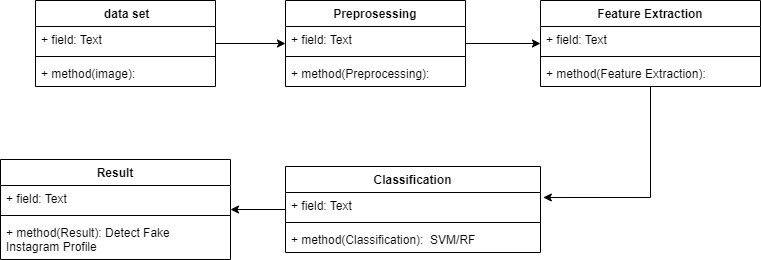 data set
+ field: Text
+ method(image):
Preprosessing
+ field: Text
+ method(Preprocessing):
Feature Extraction
+ field: Text
+ method(Feature Extraction):
Result
+ field: Text
+ method(Result): Detect Fake
Instagram Profile
Classification
+ field: Text
+ method(Classification):  SVM/RF